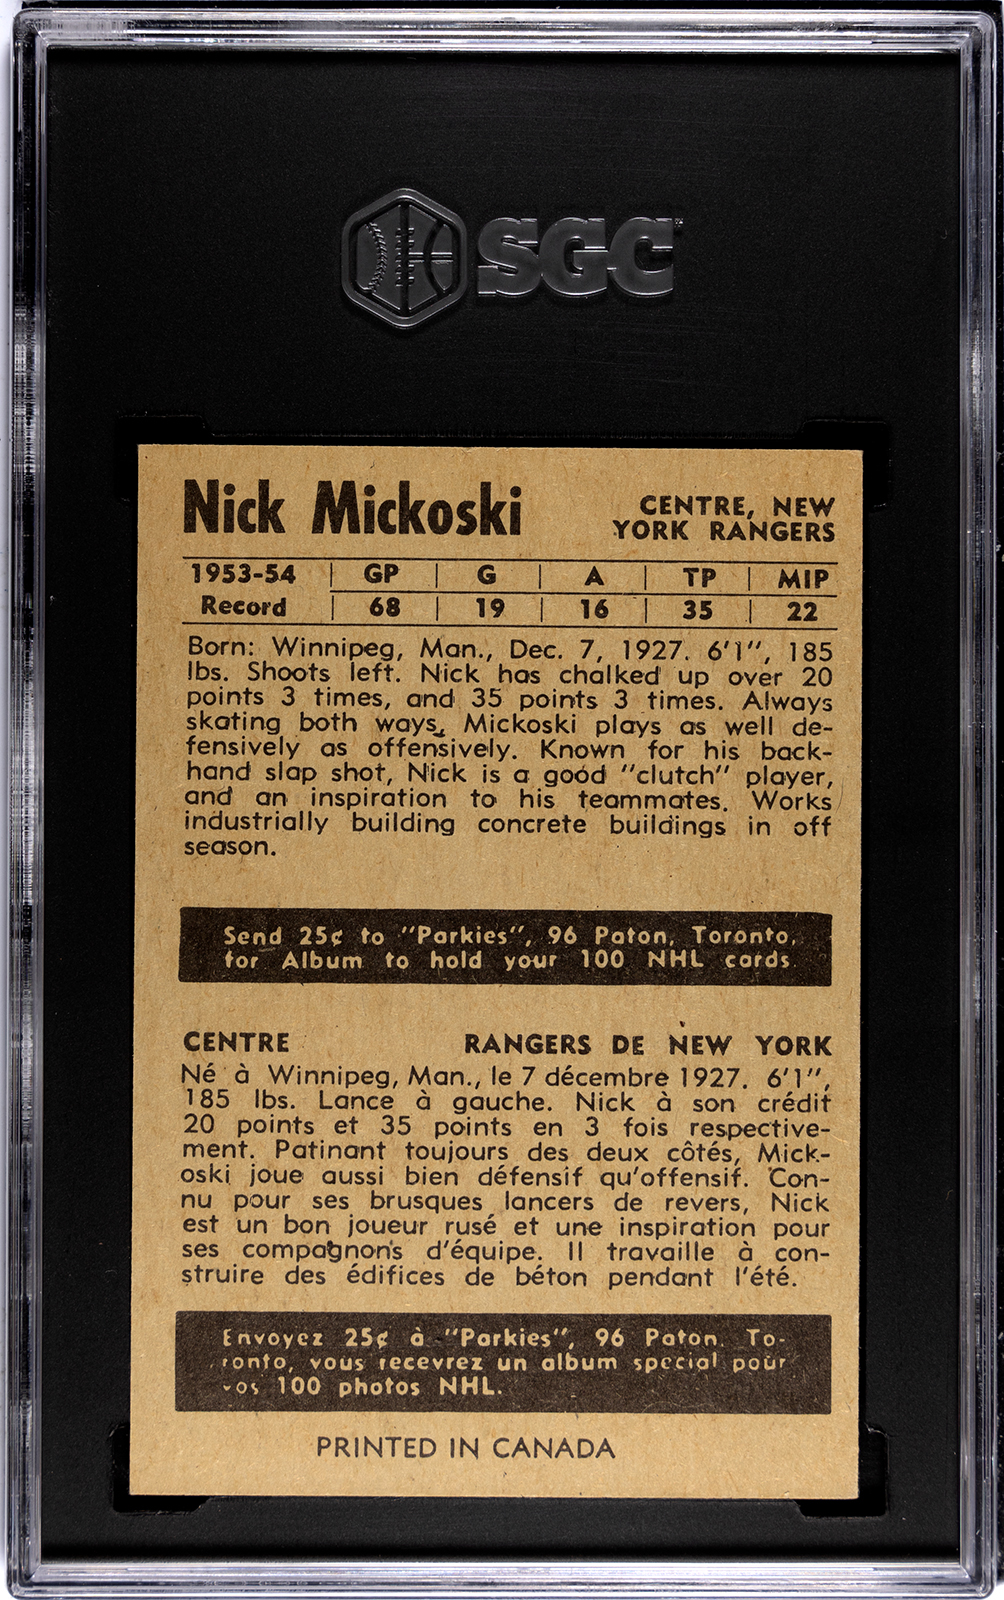 SGC
Nick Mickoski
CENTRE, NEW
YORK RANGERS
1953-54 | GP | G | A | TP | MIP
Record | 68 | 19 | 16 | 35 | 22
Born: Winnipeg, Man., Dec. 7, 1927. 6'1", 185
lbs. Shoots left. Nick has chalked up over 20
points 3 times, and 35 points 3 times. Always
skating both ways, Mickoski plays as well de-
fensively as offensively. Known for his back-
hand slap shot, Nick is a good "clutch" player,
and an inspiration to his teammates. Works
industrially building concrete buildings in off
season.
Send 25¢ to "Parkies", 96 Paton, Toronto,
for Album to hold your 100 NHL cards.
CENTRE RANGERS DE NEW YORK
Né à Winnipeg, Man., le 7 décembre 1927. 6'1",
185 lbs. Lance à gauche. Nick à son crédit
20 points et 35 points en 3 fois respective-
ment. Patinant toujours des deux côtés, Mick-
oski joue aussi bien défensif qu'offensif. Con-
nu pour ses brusques lancers de revers, Nick
est un bon joueur rusé et une inspiration pour
ses compagnons d'équipe. Il travaille à con-
struire des édifices de béton pendant l'été.
Envoyez 25¢ à "Parkies", 96 Paton, To-
ronto, vous recevrez un album special pour
vos 100 photos NHL.
PRINTED IN CANADA